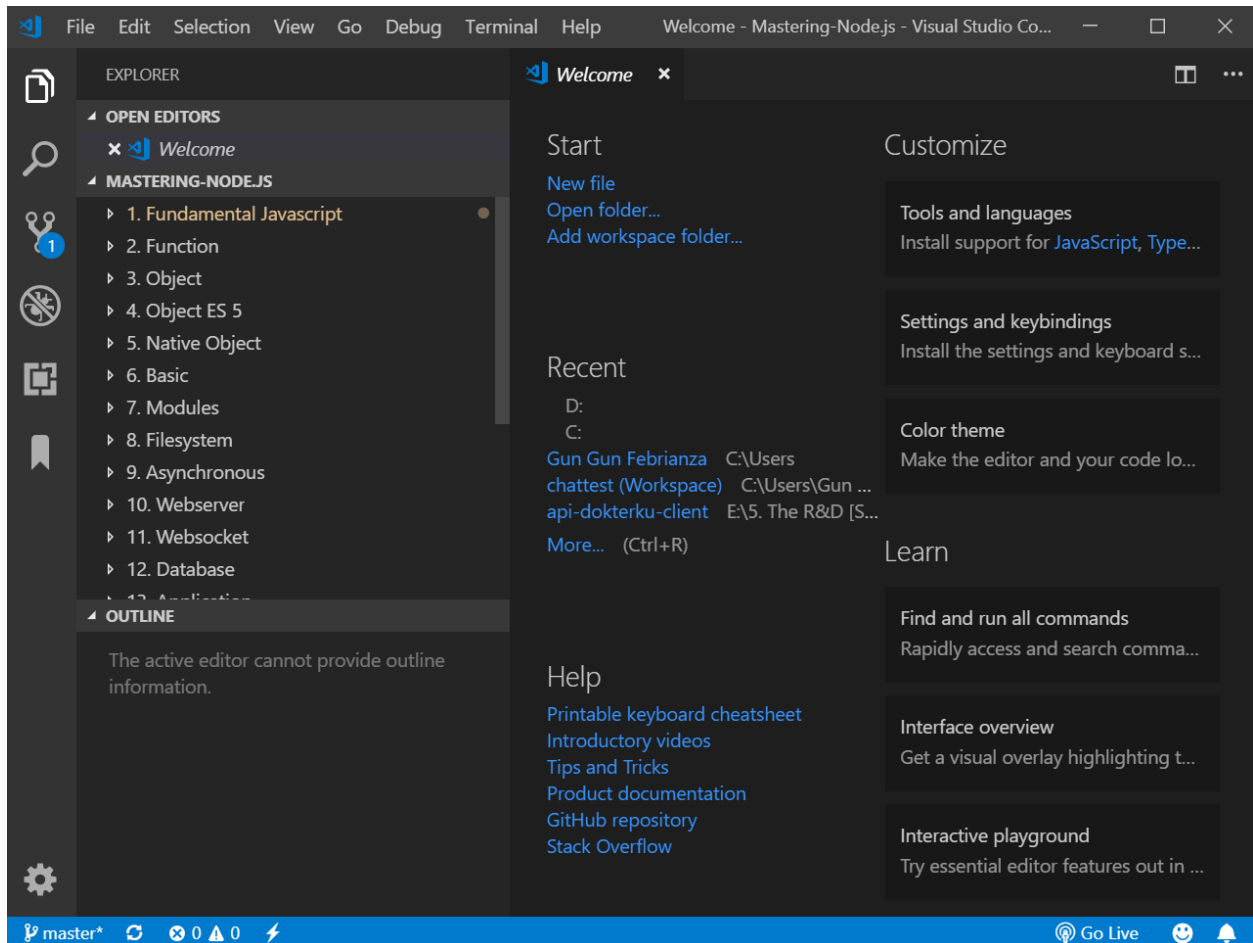 File Edit Selection View Go Debug Terminal Help Welcome - Mastering-Node.js - Visual Studio Co...
EXPLORER
OPEN EDITORS
Welcome
MASTERING-NODE.JS
1. Fundamental Javascript
2. Function
3. Object
4. Object ES 5
5. Native Object
6. Basic
7. Modules
8. Filesystem
9. Asynchronous
10. Webserver
11. Websocket
12. Database
13. Application
OUTLINE
The active editor cannot provide outline
information.
1
Welcome
Start
New file
Open folder...
Add workspace folder...
Recent
D:
C:
Gun Gun Febrianza C:\Users
chattest (Workspace) C:\Users\Gun ...
api-dokterku-client E:\5. The R&D [S...
More... (Ctrl+R)
Help
Printable keyboard cheatsheet
Introductory videos
Tips and Tricks
Product documentation
GitHub repository
Stack Overflow
Customize
Tools and languages
Install support for JavaScript, Type...
Settings and keybindings
Install the settings and keyboard s...
Color theme
Make the editor and your code lo...
Learn
Find and run all commands
Rapidly access and search comma...
Interface overview
Get a visual overlay highlighting t...
Interactive playground
Try essential editor features out in ...
master* 0 0 Go Live